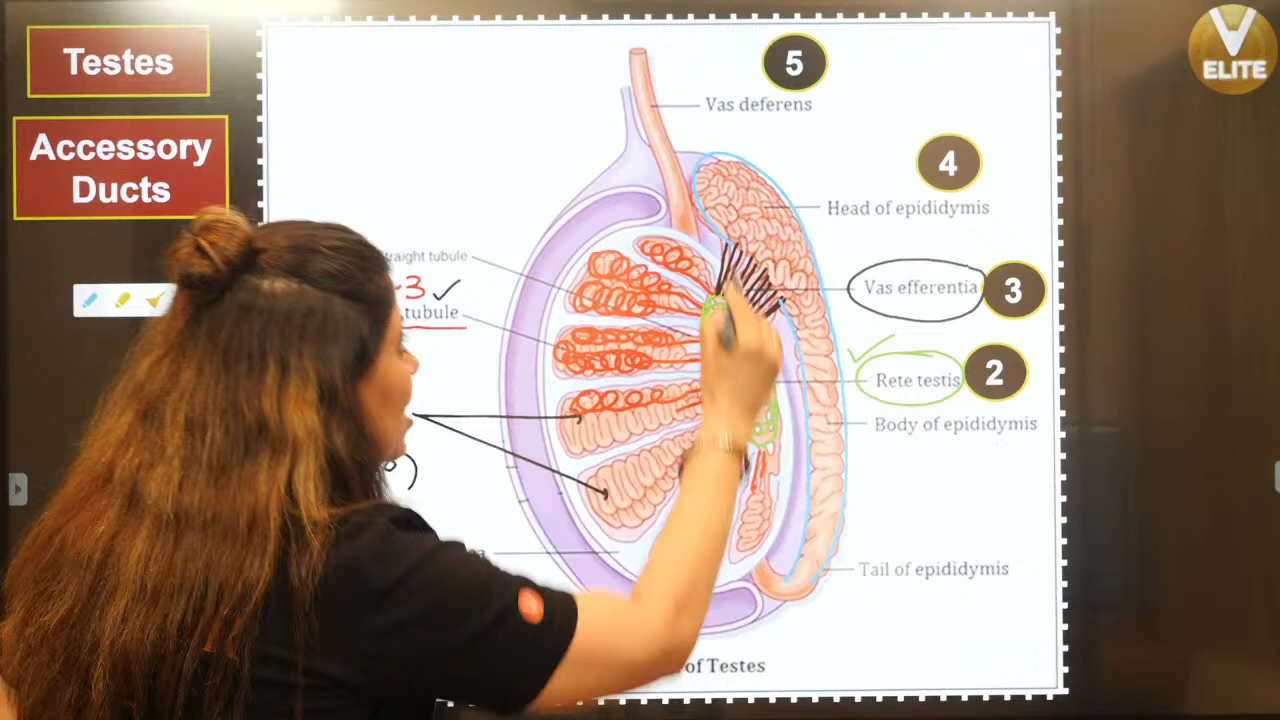 Testes
Accessory
Ducts
V
ELITE
5
Vas deferens
4
Head of epididymis
raight tubule
3
tubule
Vas efferentia
3
Rete testis
2
Body of epididymis
Tail of epididymis
of Testes